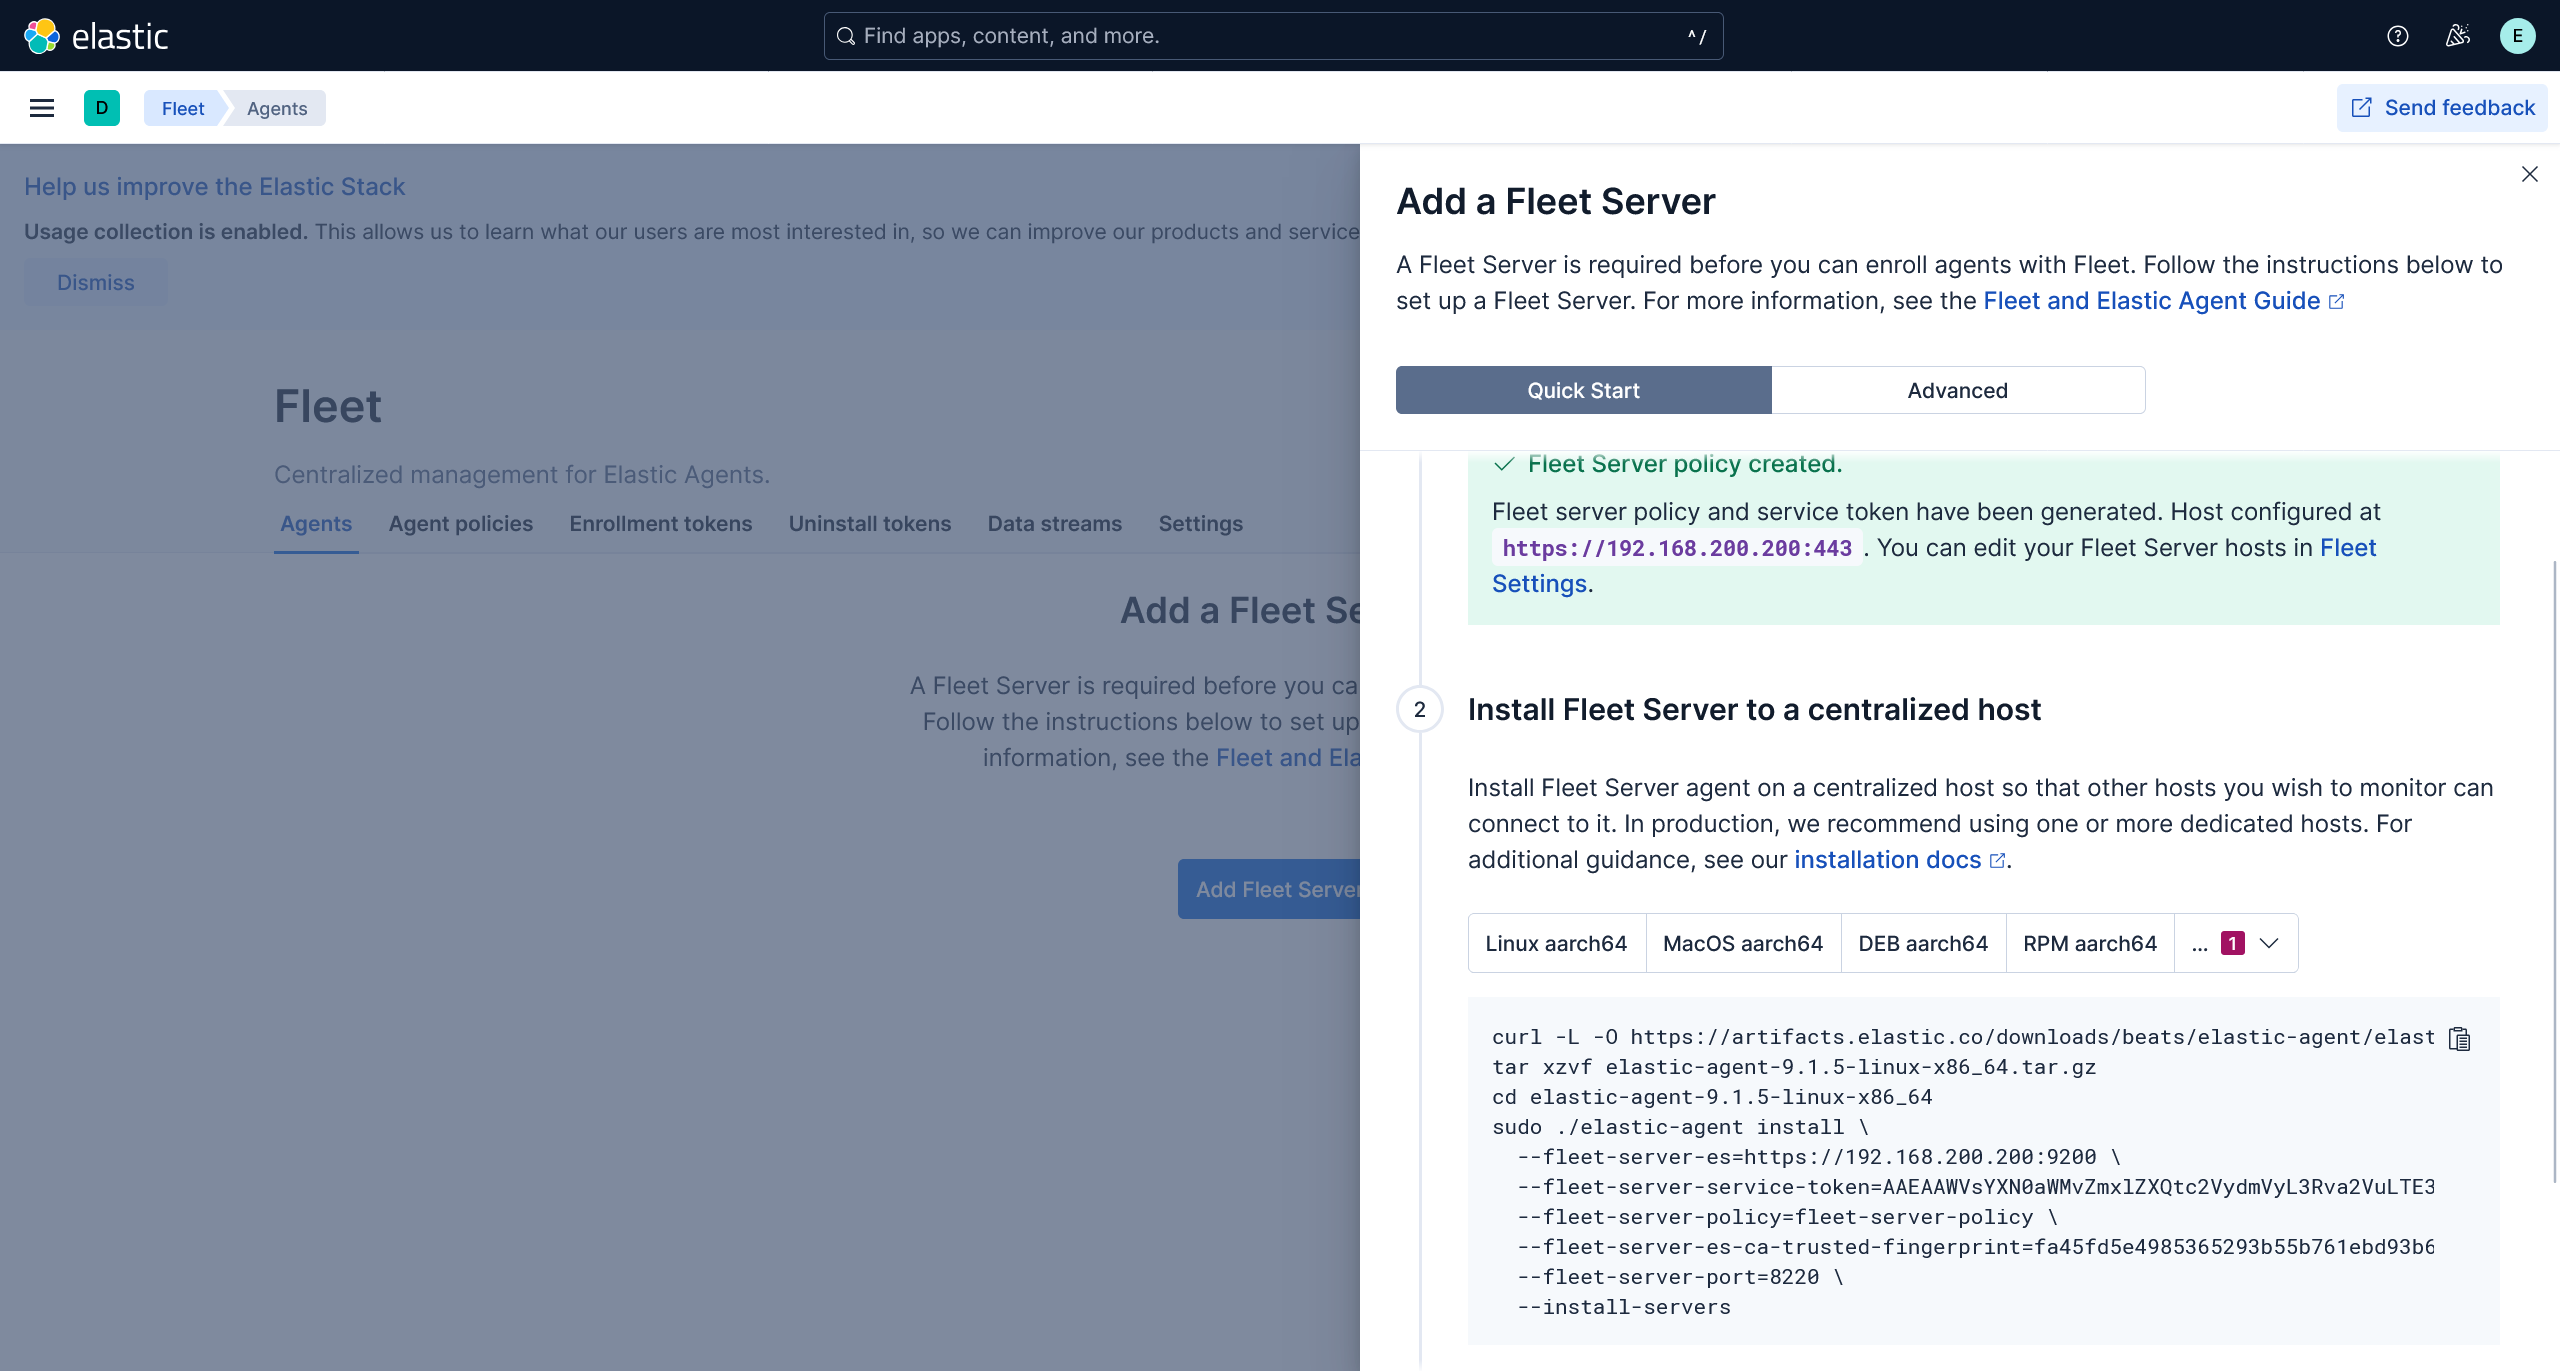 elastic
Find apps, content, and more.
^/
E
D
Fleet
Agents
Send feedback
Help us improve the Elastic Stack
Usage collection is enabled. This allows us to learn what our users are most interested in, so we can improve our products and service
Dismiss
Fleet
Centralized management for Elastic Agents.
Agents
Agent policies
Enrollment tokens
Uninstall tokens
Data streams
Settings
Add a Fleet Se
A Fleet Server is required before you ca
Follow the instructions below to set up
information, see the Fleet and Ela
Add Fleet Server
Add a Fleet Server
A Fleet Server is required before you can enroll agents with Fleet. Follow the instructions below to
set up a Fleet Server. For more information, see the Fleet and Elastic Agent Guide
Quick Start
Advanced
Fleet Server policy created.
Fleet server policy and service token have been generated. Host configured at
https://192.168.200.200:443 . You can edit your Fleet Server hosts in Fleet
Settings.
2
Install Fleet Server to a centralized host
Install Fleet Server agent on a centralized host so that other hosts you wish to monitor can
connect to it. In production, we recommend using one or more dedicated hosts. For
additional guidance, see our installation docs .
Linux aarch64
MacOS aarch64
DEB aarch64
RPM aarch64
... 1
curl -L -O https://artifacts.elastic.co/downloads/beats/elastic-agent/elast
tar xzvf elastic-agent-9.1.5-linux-x86_64.tar.gz
cd elastic-agent-9.1.5-linux-x86_64
sudo ./elastic-agent install \
--fleet-server-es=https://192.168.200.200:9200 \
--fleet-server-service-token=AAEAAWVsYXN0aWMvZmxlZXQtc2VydmVyL3Rva2VuLTE3
--fleet-server-policy=fleet-server-policy \
--fleet-server-es-ca-trusted-fingerprint=fa45fd5e4985365293b55b761ebd93b6
--fleet-server-port=8220 \
--install-servers